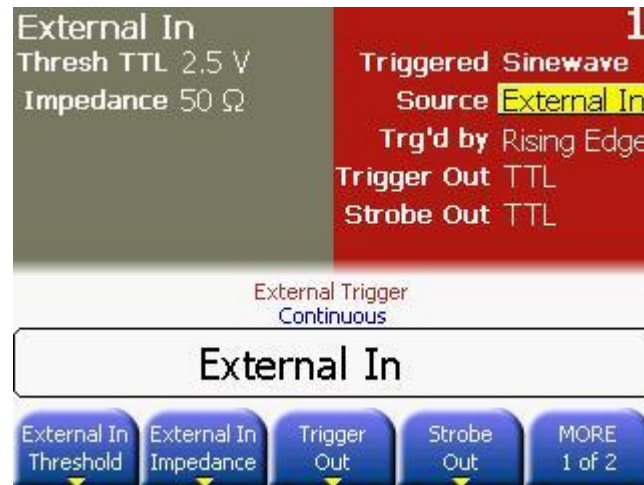 External In
Thresh TTL 2.5 V
Impedance 50 Ω
1
Triggered Sinewave
Source External In
Trg'd by Rising Edge
Trigger Out TTL
Strobe Out TTL
External Trigger
Continuous
External In
External In
Threshold
External In
Impedance
Trigger
Out
Strobe
Out
MORE
1 of 2